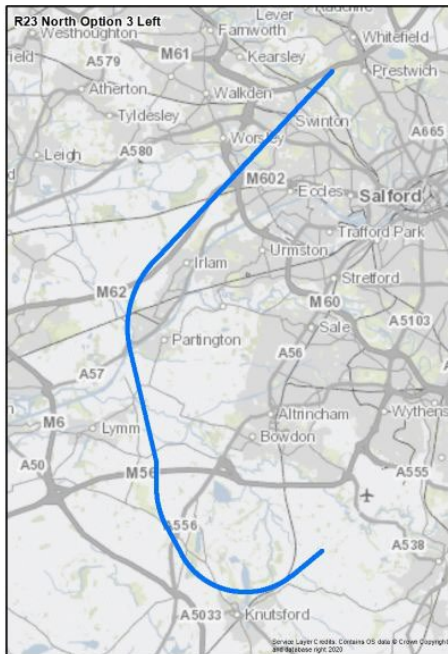 R23 North Option 3 Left
Lever
Radcliffe
Westhoughton
Farnworth
Whitefield
M61
Kearsley
A579
Prestwich
Atherton
Walkden
Tyldesley
Swinton
A665
Worsley
Leigh
A580
M602
Eccles
Salford
Trafford Park
Urmston
Irlam
Stretford
M62
M60
A5103
Sale
Partington
A56
A57
M6
Altrincham
Wythens
Lymm
Bowdon
A50
M56
A555
A556
A538
A5033
Knutsford
Service Layer Credits: Contains OS data © Crown Copyright
and database right 2020